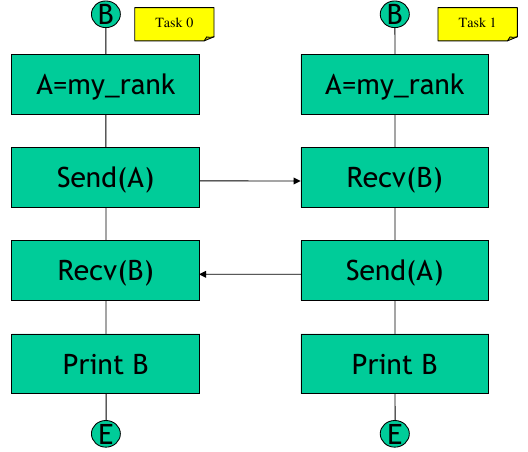 B
Task 0
A=my_rank
Send(A)
Recv(B)
Print B
E
B
Task 1
A=my_rank
Recv(B)
Send(A)
Print B
E